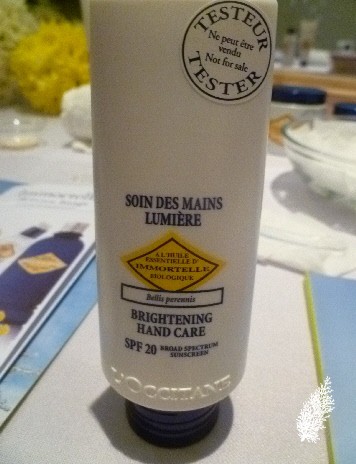 TESTEUR
Ne peut être
vendu
Not for sale
TESTER
SOIN DES MAINS
LUMIÈRE
A L'HUILE
ESSENTIELLE D'
IMMORTELLE
BIOLOGIQUE
Bellis perennis
BRIGHTENING
HAND CARE
SPF 20 BROAD SPECTRUM
SUNSCREEN
L'OCCITANE